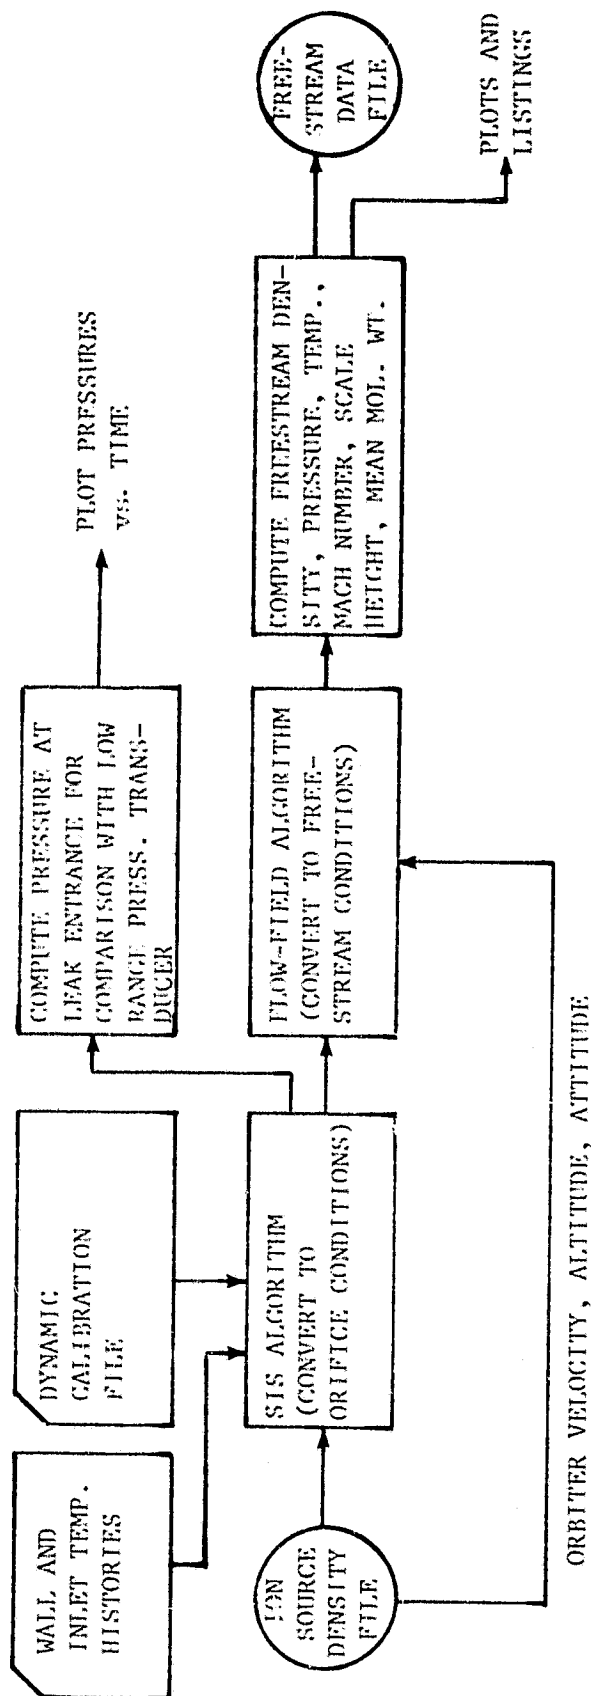 WALL AND
INLET TEMP.
HISTORIES
DYNAMIC
CALIBRATION
FILE
ION
SOURCE
DENSITY
FILE
SIS ALGORITHM
(CONVERT TO
ORIFICE CONDITIONS)
COMPUTE PRESSURE AT
LEAK ENTRANCE FOR
COMPARISON WITH LOW
RANGE PRESS. TRANS-
DUCER
PLOT PRESSURES
VS. TIME
FLOW-FIELD ALGORITHM
(CONVERT TO FREE-
STREAM CONDITIONS)
COMPUTE FREESTREAM DEN-
SITY, PRESSURE, TEMP.,
MACH NUMBER, SCALE
HEIGHT, MEAN MOL. WT.
FREE-
STREAM
DATA
FILE
PLOTS AND
LISTINGS
ORBITER VELOCITY, ALTITUDE, ATTITUDE